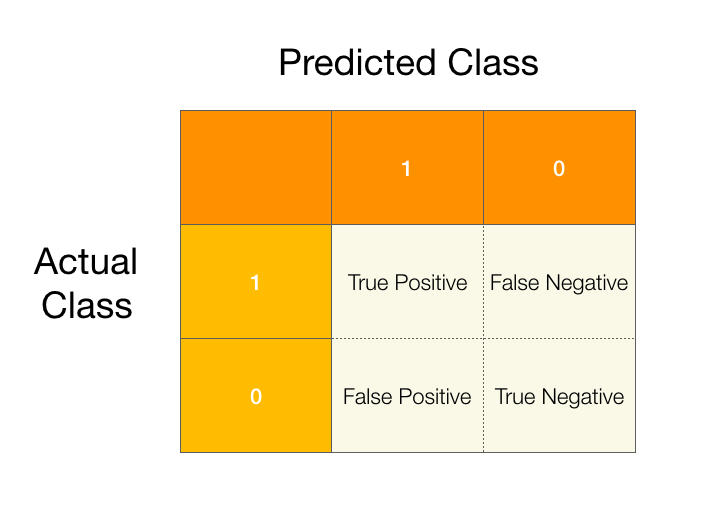 Predicted Class
1 0
Actual
Class
1 True Positive False Negative
0 False Positive True Negative